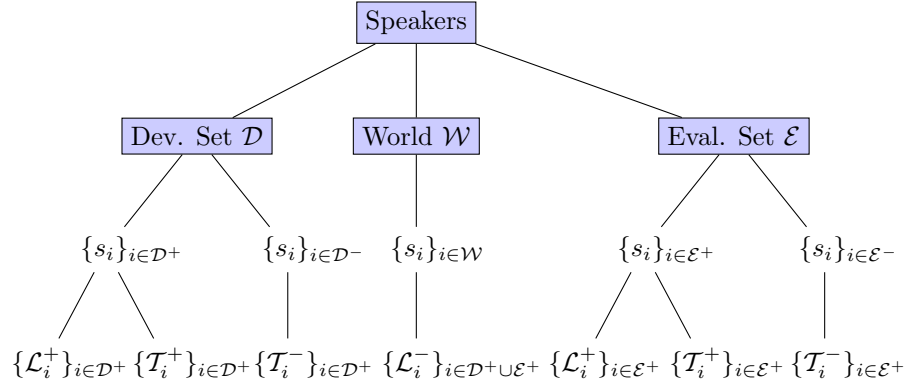 Speakers
Dev. Set 𝒟 World 𝒲 Eval. Set ℰ
{s_i}_{i∈𝒟⁺} {s_i}_{i∈𝒟⁻} {s_i}_{i∈𝒲} {s_i}_{i∈ℰ⁺} {s_i}_{i∈ℰ⁻}
{ℒ_i⁺}_{i∈𝒟⁺} {𝒯_i⁺}_{i∈𝒟⁺} {𝒯_i⁻}_{i∈𝒟⁺} {ℒ_i⁻}_{i∈𝒟⁺∪ℰ⁺} {ℒ_i⁺}_{i∈ℰ⁺} {𝒯_i⁺}_{i∈ℰ⁺} {𝒯_i⁻}_{i∈ℰ⁺}